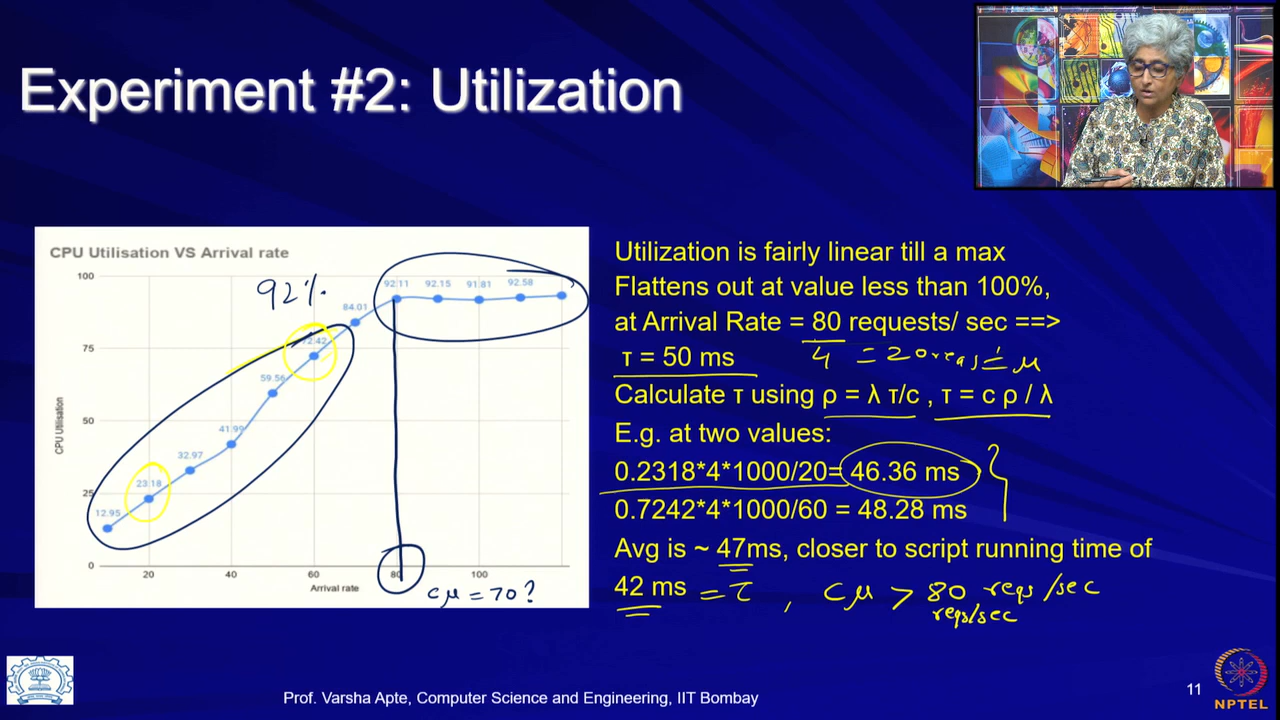 Experiment #2: Utilization
CPU Utilisation VS Arrival rate
92%
100
75
50
25
0
CPU Utilisation
12.95
23.18
32.97
41.99
59.56
72.42
84.01
92.11
92.15
91.81
92.58
20
40
60
80
100
Arrival rate
cμ = 70?
Utilization is fairly linear till a max
Flattens out at value less than 100%,
at Arrival Rate = 80 requests/ sec ==>
τ = 50 ms
4 = 20 reqs = μ
Calculate τ using ρ = λ τ/c , τ = c ρ / λ
E.g. at two values:
0.2318*4*1000/20= 46.36 ms
0.7242*4*1000/60 = 48.28 ms
Avg is ~ 47ms, closer to script running time of
42 ms = τ , cμ > 80 reqs/sec
reqs/sec
Prof. Varsha Apte, Computer Science and Engineering, IIT Bombay
11
NPTEL